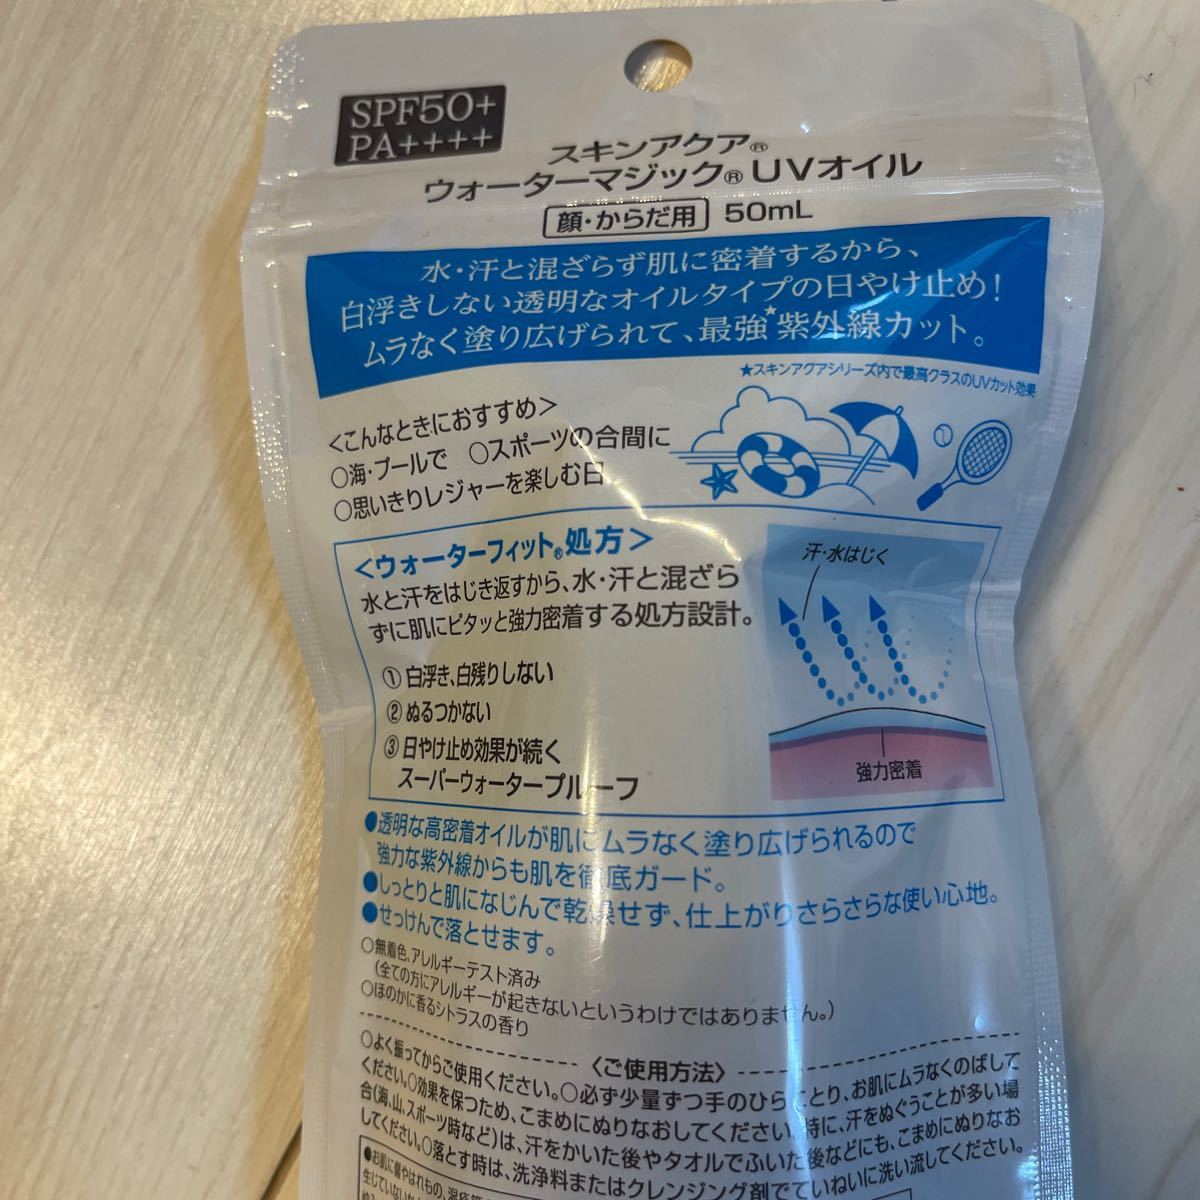 SPF50+
PA++++
スキンアクア®
ウォーターマジック® UVオイル
顔・からだ用 50mL
水・汗と混ざらず肌に密着するから、
白浮きしない透明なオイルタイプの日やけ止め!
ムラなく塗り広げられて、最強★紫外線カット。
★スキンアクアシリーズ内で最高クラスのUVカット効果
<こんなときにおすすめ>
○海・プールで ○スポーツの合間に
○思いきりレジャーを楽しむ日
<ウォーターフィット®処方>
水と汗をはじき返すから、水・汗と混ざら
ずに肌にピタッと強力密着する処方設計。
① 白浮き、白残りしない
② ぬるつかない
③ 日やけ止め効果が続く
スーパーウォータープルーフ
汗・水はじく
強力密着
●透明な高密着オイルが肌にムラなく塗り広げられるので
強力な紫外線からも肌を徹底ガード。
●しっとりと肌になじんで乾燥せず、仕上がりさらさらな使い心地。
●せっけんで落とせます。
○無着色、アレルギーテスト済み
(全ての方にアレルギーが起きないというわけではありません。)
○ほのかに香るシトラスの香り
<ご使用方法>
○よく振ってからご使用ください。○必ず少量ずつ手のひらにとり、お肌にムラなくのばして
ください。○効果を保つため、こまめにぬりなおしてください。特に、汗をぬぐうことが多い場
合(海、山、スポーツ時など)は、汗をかいた後やタオルでふいた後などにも、こまめにぬりなお
してください。○落とす時は、洗浄料またはクレンジング剤でていねいに洗い流してください。
●お肌に傷やはれもの、湿疹等
生じていないか